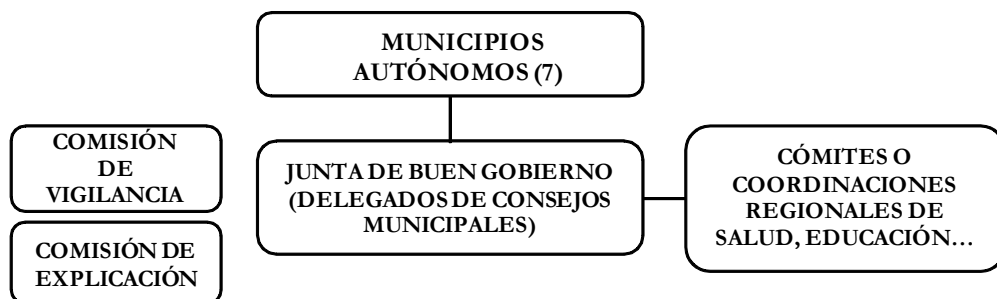 MUNICIPIOS
AUTÓNOMOS (7)
COMISIÓN
DE
VIGILANCIA
JUNTA DE BUEN GOBIERNO
(DELEGADOS DE CONSEJOS
MUNICIPALES)
CÓMITES O
COORDINACIONES
REGIONALES DE
SALUD, EDUCACIÓN…
COMISIÓN DE
EXPLICACIÓN